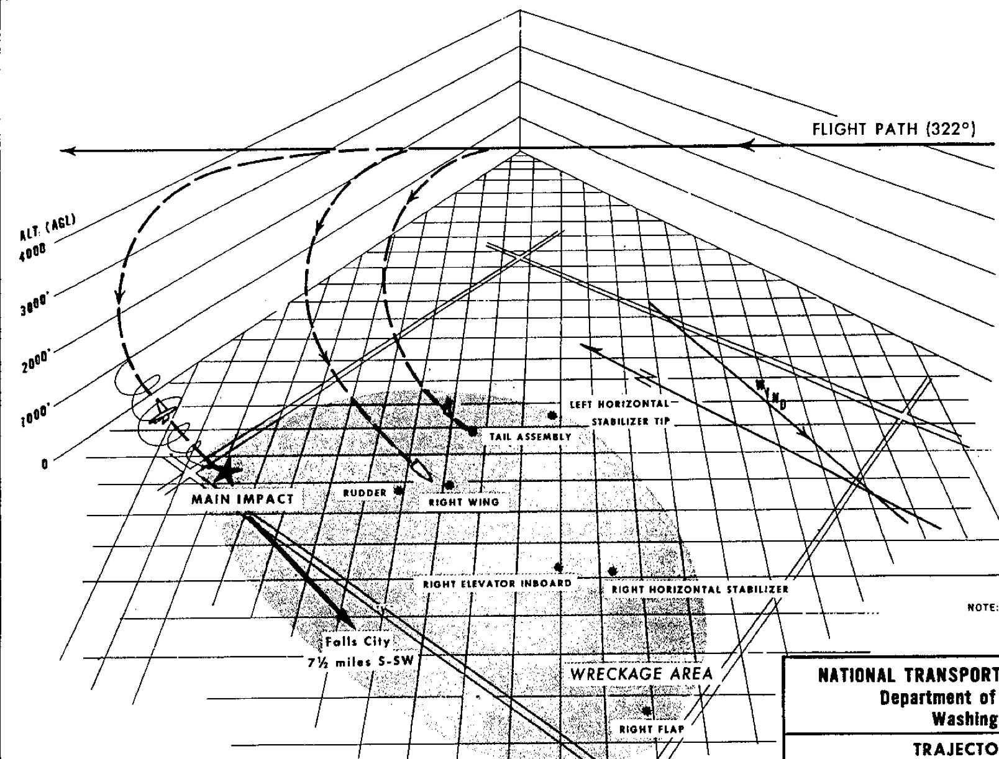 FLIGHT PATH (322°)
ALT. (AGL)
4000
3000'
2000'
1000'
0
WIND
LEFT HORIZONTAL
STABILIZER TIP
TAIL ASSEMBLY
MAIN IMPACT
RUDDER
RIGHT WING
RIGHT ELEVATOR INBOARD
RIGHT HORIZONTAL STABILIZER
NOTE:
Falls City
7½ miles S-SW
WRECKAGE AREA
RIGHT FLAP
NATIONAL TRANSPORT
Department of
Washing
TRAJECTO